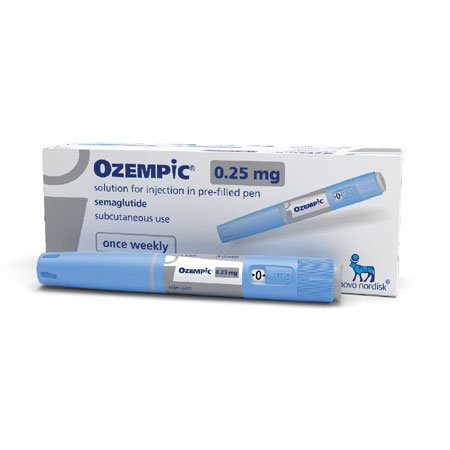 OZEMPIC® 0.25 mg
solution for injection in pre-filled pen
semaglutide
subcutaneous use
once weekly
novo nordisk®
OZEMPIC® 0.25 mg
-0-